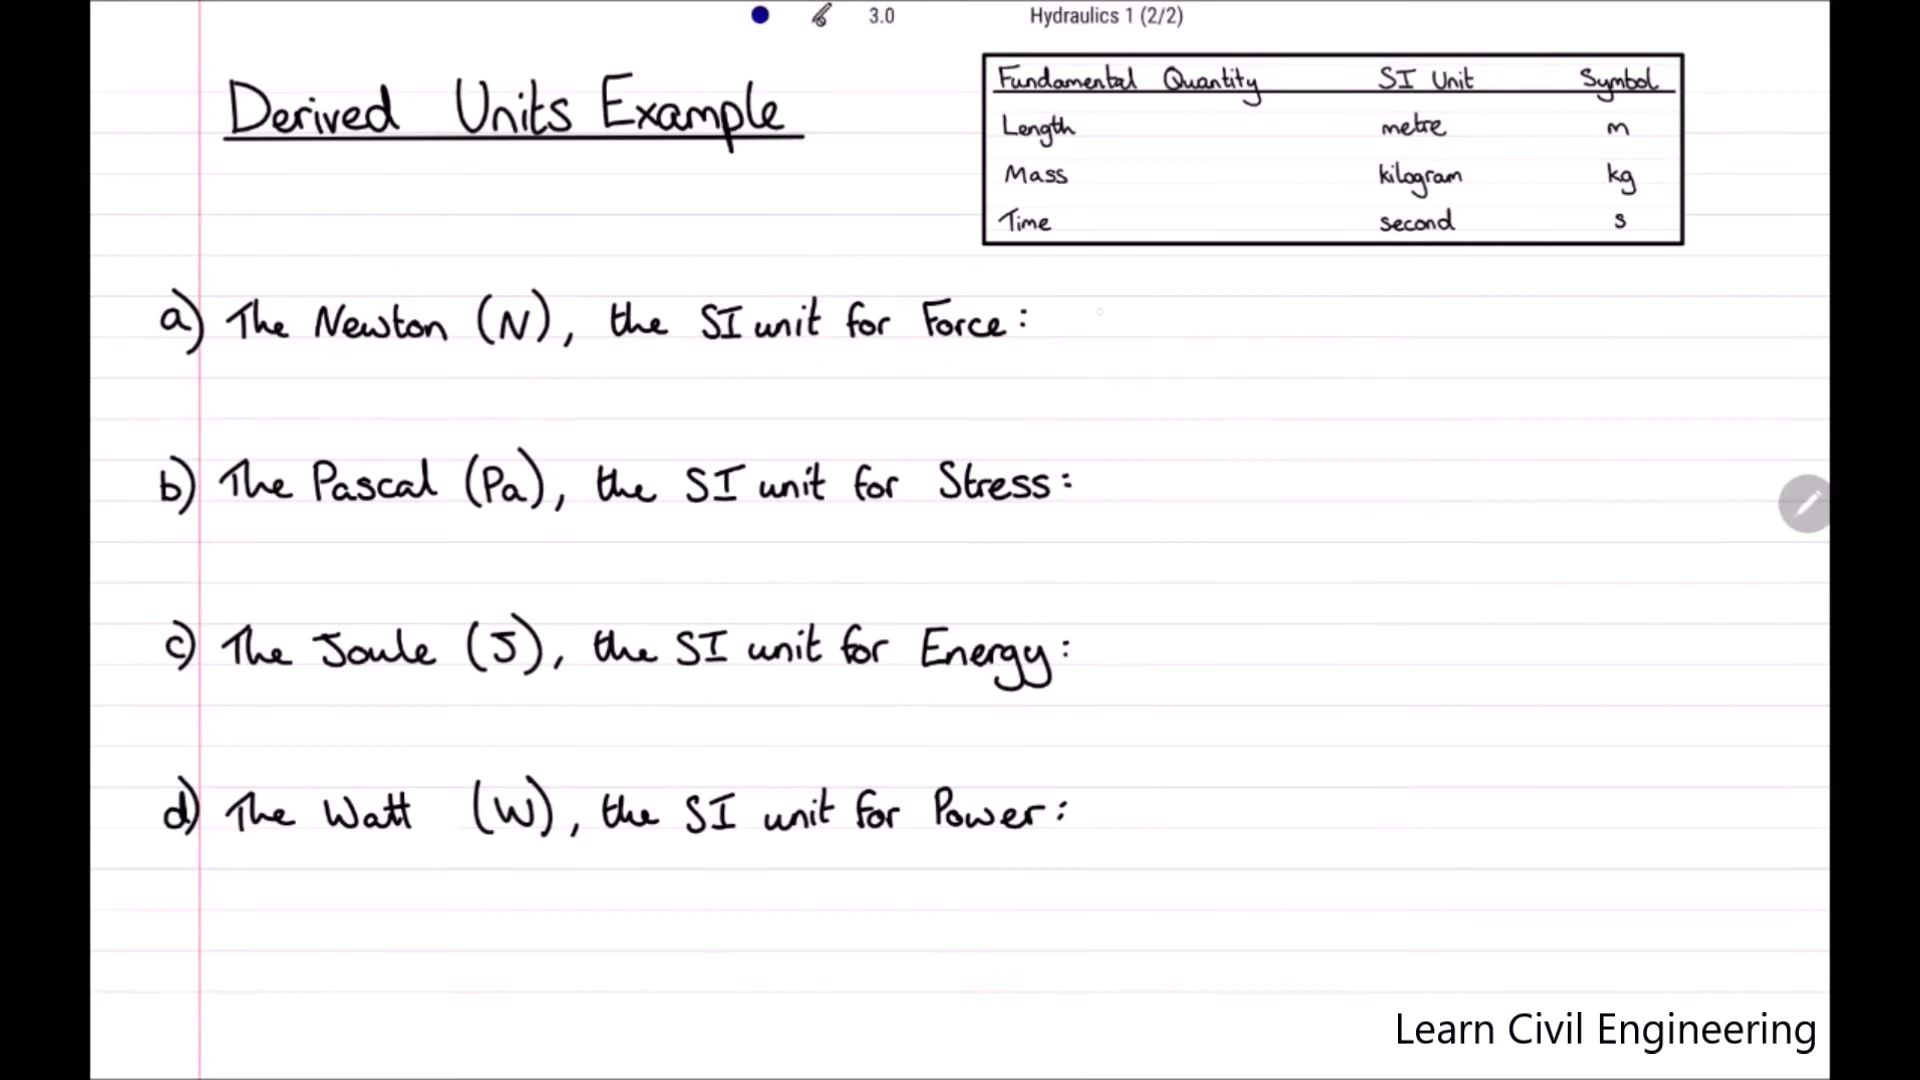 3.0 Hydraulics 1 (2/2)
Derived Units Example
Fundamental Quantity SI Unit Symbol
Length metre m
Mass kilogram kg
Time second s
a) The Newton (N), the SI unit for Force:
b) The Pascal (Pa), the SI unit for Stress:
c) The Joule (J), the SI unit for Energy:
d) The Watt (W), the SI unit for Power:
Learn Civil Engineering